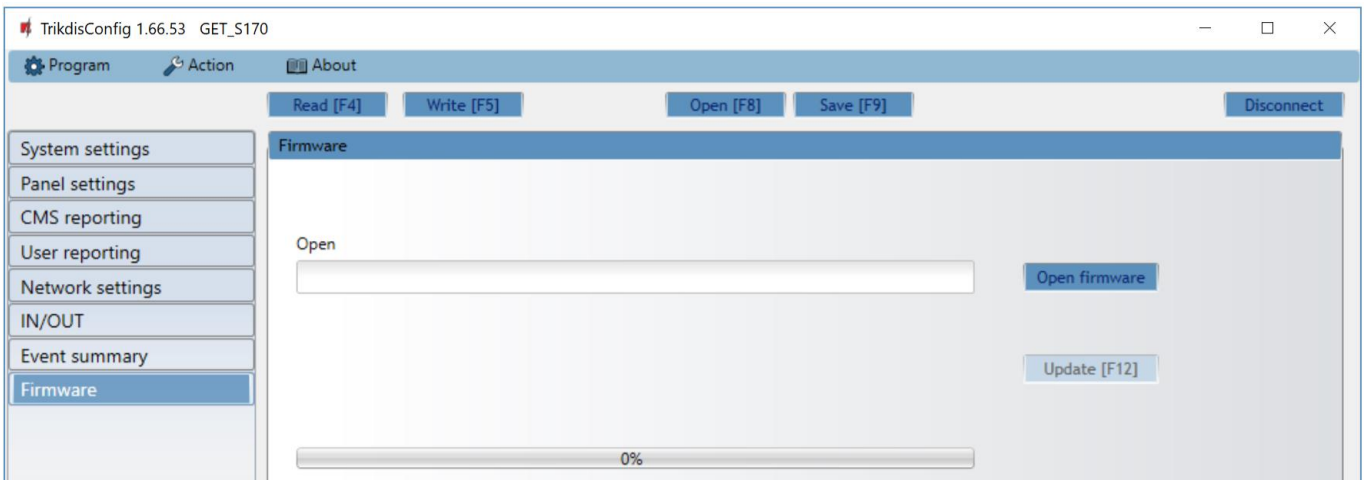 TrikdisConfig 1.66.53 GET_S170
Program Action About
Read [F4] Write [F5] Open [F8] Save [F9] Disconnect
System settings
Panel settings
CMS reporting
User reporting
Network settings
IN/OUT
Event summary
Firmware
Firmware
Open
Open firmware
Update [F12]
0%